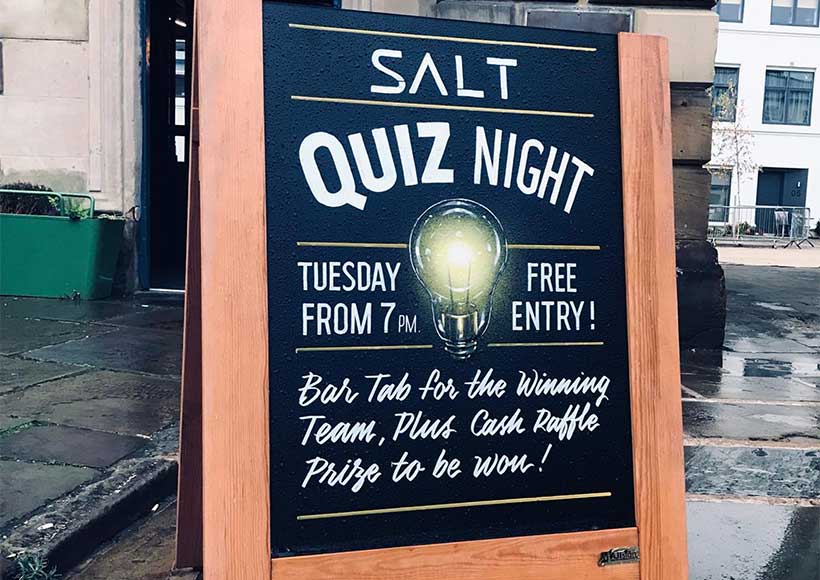 SALT
QUIZ NIGHT
TUESDAY
FROM 7 PM.
FREE
ENTRY!
Bar Tab for the Winning
Team, Plus Cash Raffle
Prize to be won!